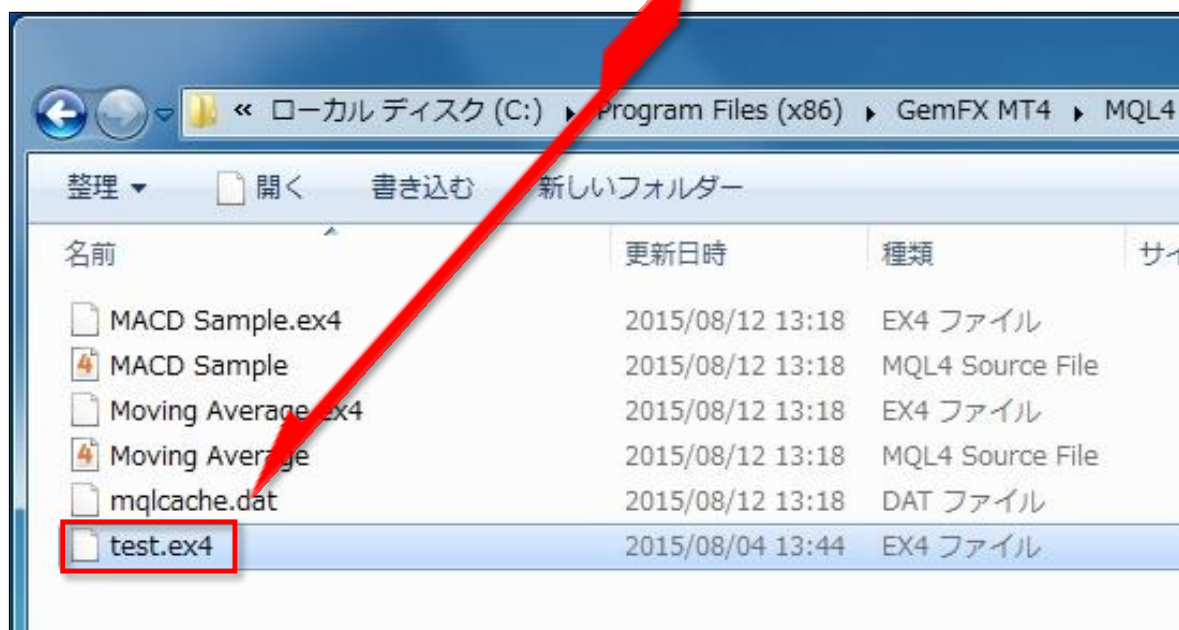 « ローカル ディスク (C:) ▸ Program Files (x86) ▸ GemFX MT4 ▸ MQL4
整理 ▼ 開く 書き込む 新しいフォルダー
名前 更新日時 種類
MACD Sample.ex4 2015/08/12 13:18 EX4 ファイル
MACD Sample 2015/08/12 13:18 MQL4 Source File
Moving Average.ex4 2015/08/12 13:18 EX4 ファイル
Moving Average 2015/08/12 13:18 MQL4 Source File
mqlcache.dat 2015/08/12 13:18 DAT ファイル
test.ex4 2015/08/04 13:44 EX4 ファイル